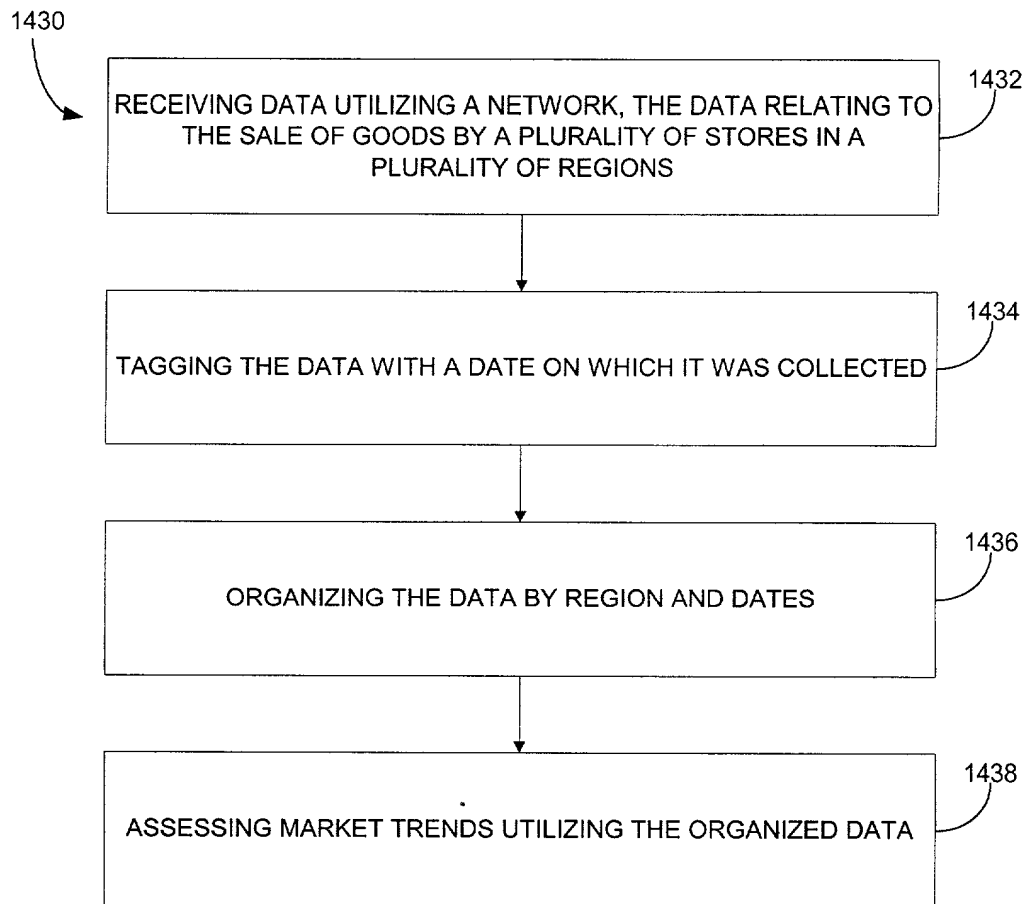 1430
1432
RECEIVING DATA UTILIZING A NETWORK, THE DATA RELATING TO
THE SALE OF GOODS BY A PLURALITY OF STORES IN A
PLURALITY OF REGIONS
1434
TAGGING THE DATA WITH A DATE ON WHICH IT WAS COLLECTED
1436
ORGANIZING THE DATA BY REGION AND DATES
1438
ASSESSING MARKET TRENDS UTILIZING THE ORGANIZED DATA